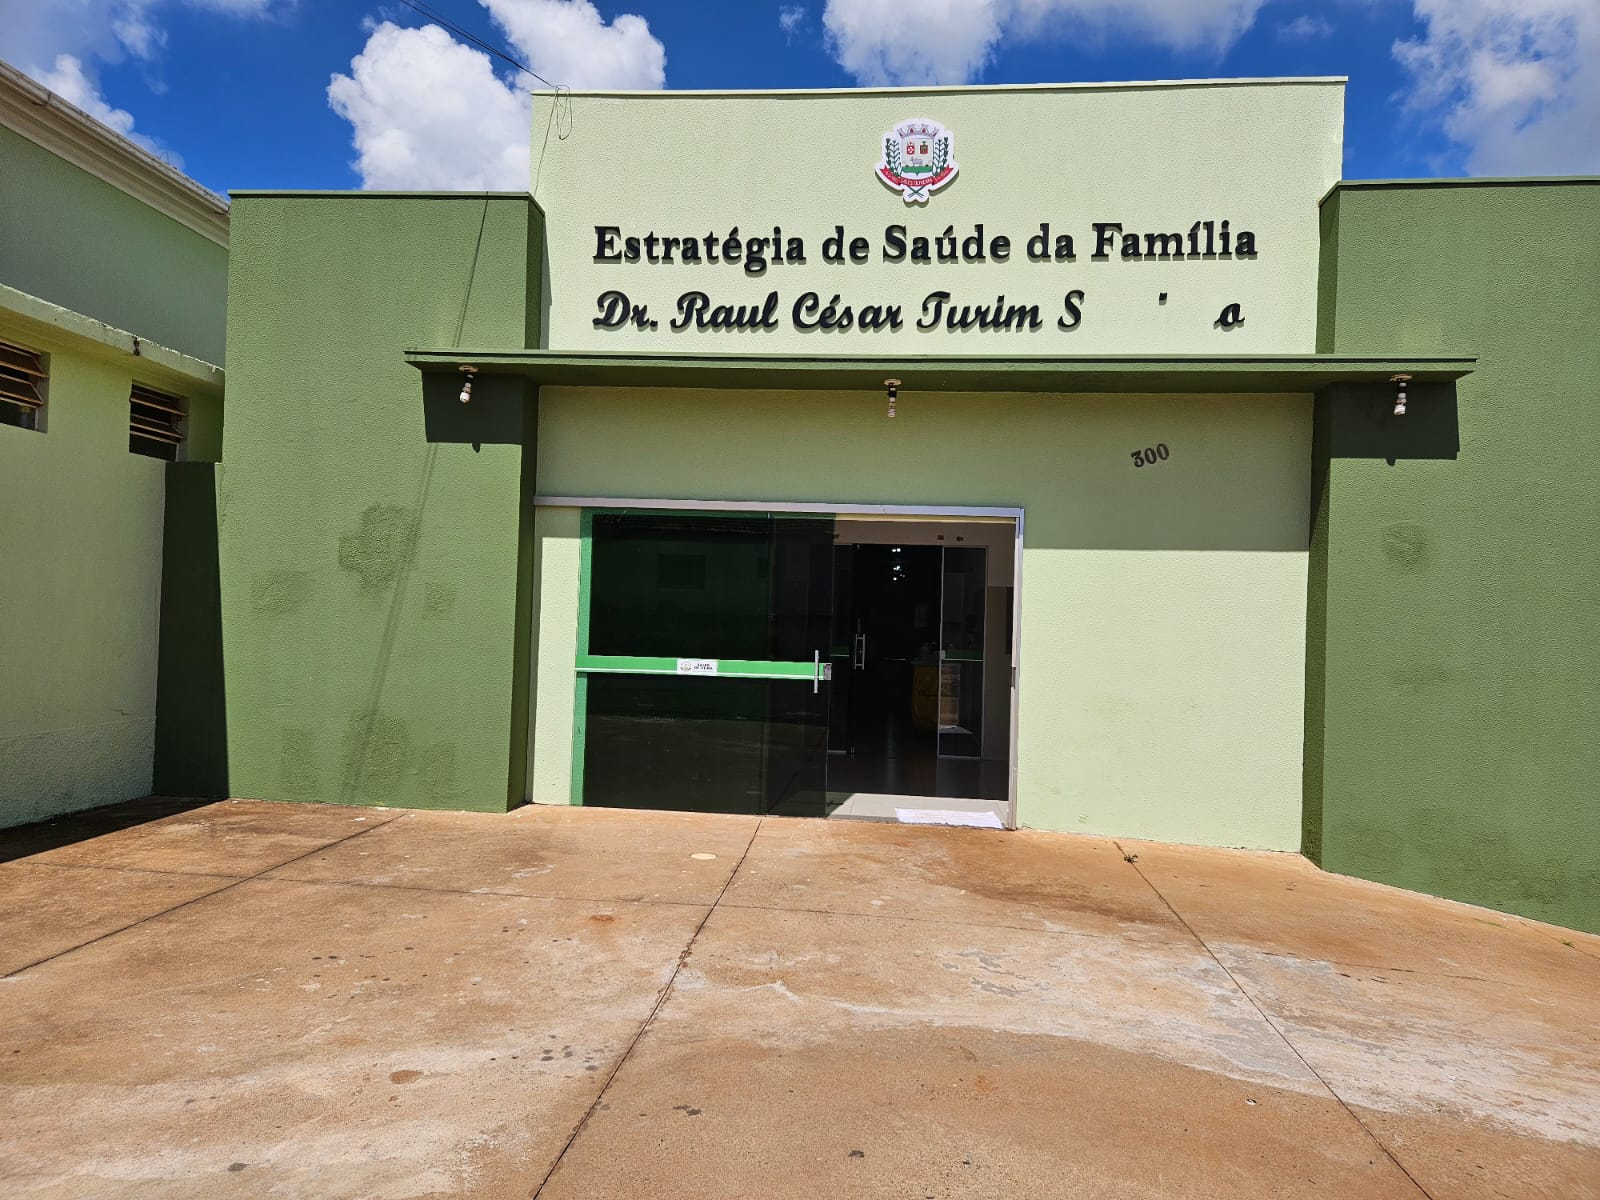 Estratégia de Saúde da Família
Dr. Raul César Turim S o
300